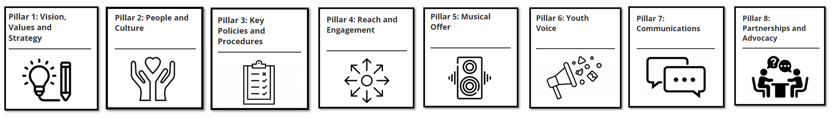 Pillar 1: Vision,
Values and
Strategy
Pillar 2: People and
Culture
Pillar 3: Key
Policies and
Procedures
Pillar 4: Reach and
Engagement
Pillar 5: Musical
Offer
Pillar 6: Youth
Voice
Pillar 7:
Communications
Pillar 8:
Partnerships and
Advocacy